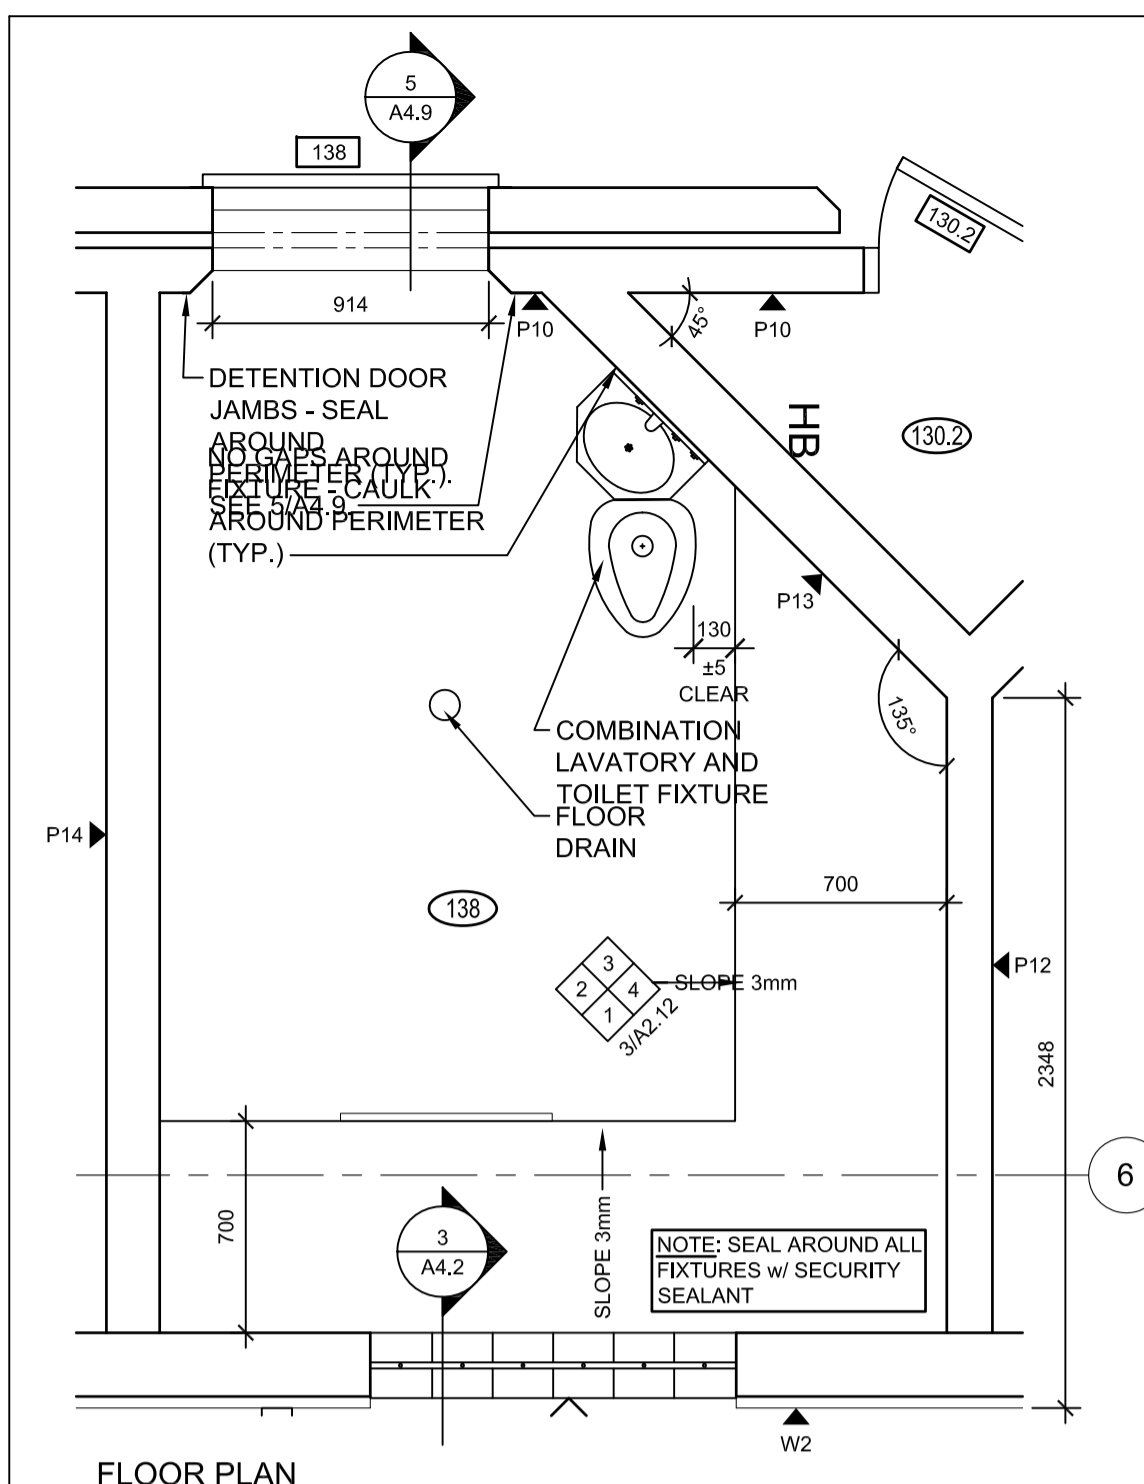 5
A4.9
138
130.2
914
P10
45°
P10
DETENTION DOOR
JAMBS - SEAL
AROUND
PERIMETER (TYP.).
SEE 5/A4.9.
NO GAPS AROUND
FIXTURE - CAULK
AROUND PERIMETER
(TYP.)
HB
130.2
P13
130
±5
CLEAR
135°
COMBINATION
LAVATORY AND
TOILET FIXTURE
FLOOR
DRAIN
P14
700
138
P12
3
2
4
1
3/A2.12
SLOPE 3mm
2348
6
700
SLOPE 3mm
3
A4.2
NOTE: SEAL AROUND ALL
FIXTURES w/ SECURITY
SEALANT
W2
FLOOR PLAN